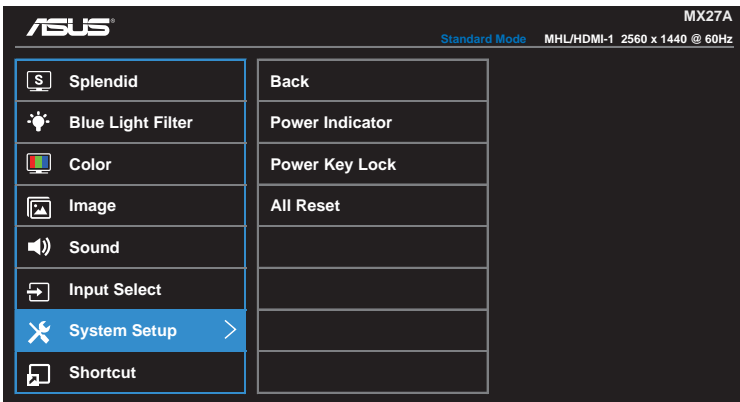 ASUS
MX27A
Standard Mode MHL/HDMI-1 2560 x 1440 @ 60Hz
S Splendid
Blue Light Filter
Color
Image
Sound
Input Select
System Setup
Shortcut
Back
Power Indicator
Power Key Lock
All Reset